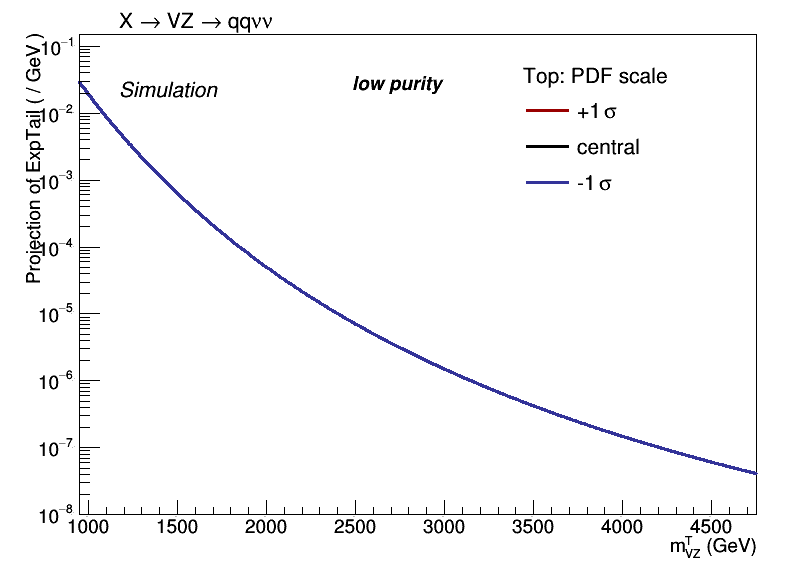 X → VZ → qqνν
Projection of ExpTail ( / GeV )
Simulation
low purity
Top: PDF scale
+1 σ
central
-1 σ
10⁻¹
10⁻²
10⁻³
10⁻⁴
10⁻⁵
10⁻⁶
10⁻⁷
10⁻⁸
1000 1500 2000 2500 3000 3500 4000 4500
m^T_VZ (GeV)